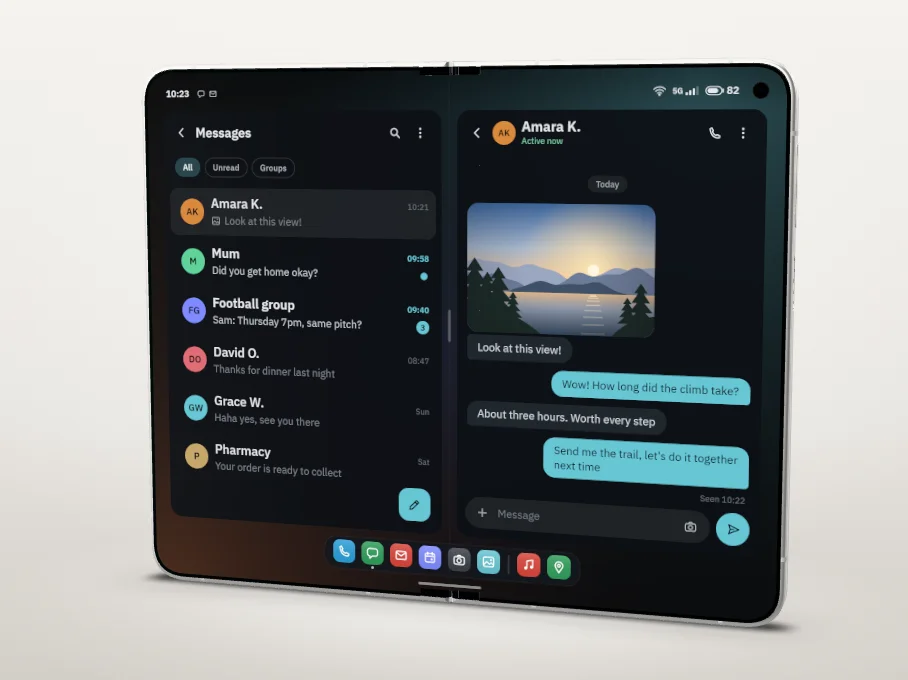 10:23
5G 82
Messages
All Unread Groups
AK Amara K. 10:21
Look at this view!
M Mum 09:58
Did you get home okay?
FG Football group 09:40
Sam: Thursday 7pm, same pitch? 3
DO David O. 08:47
Thanks for dinner last night
GW Grace W. Sun
Haha yes, see you there
P Pharmacy Sat
Your order is ready to collect
AK Amara K.
Active now
Today
Look at this view!
Wow! How long did the climb take?
About three hours. Worth every step
Send me the trail, let's do it together
next time
Seen 10:22
Message